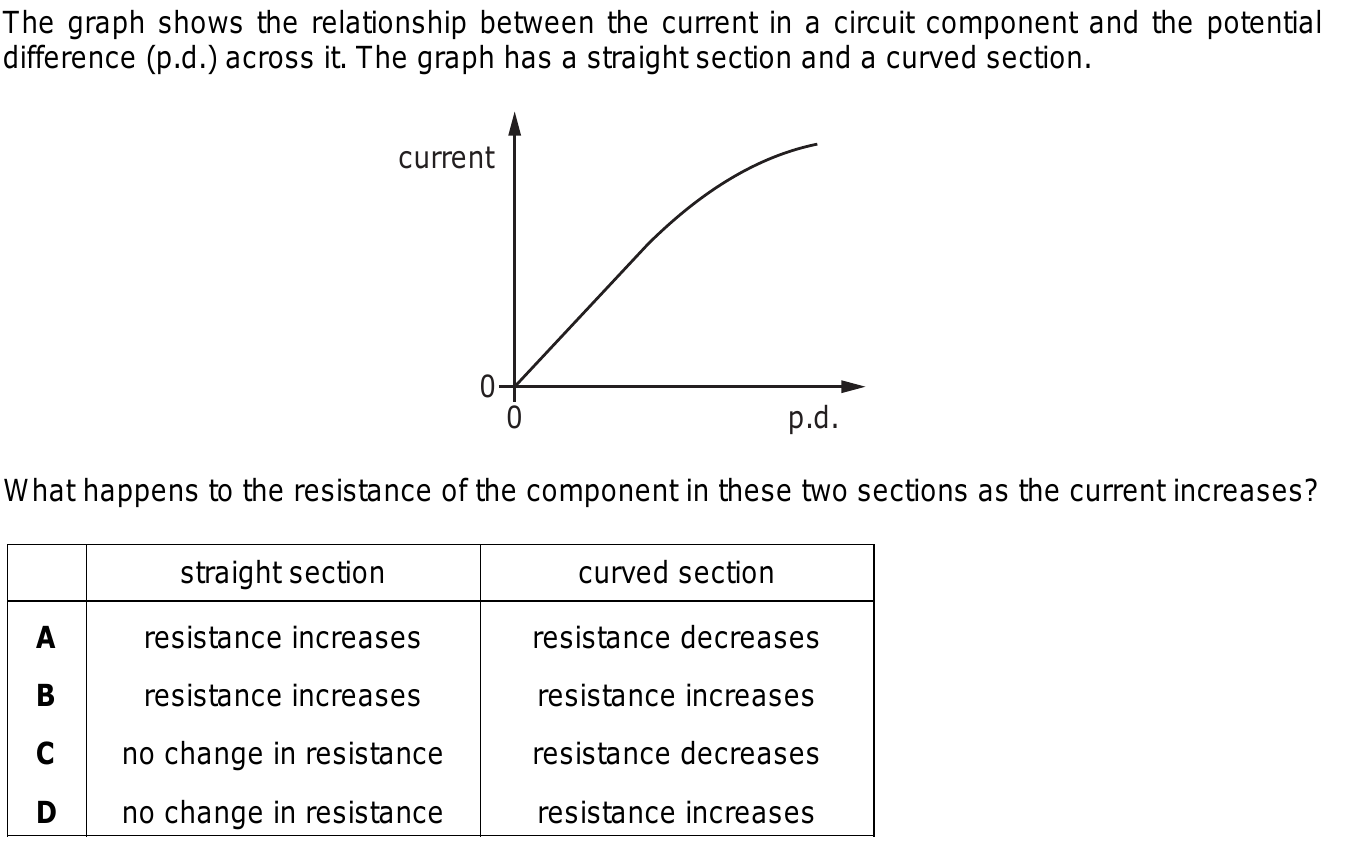 The graph shows the relationship between the current in a circuit component and the potential
difference (p.d.) across it. The graph has a straight section and a curved section.
current
0
0
p.d.
What happens to the resistance of the component in these two sections as the current increases?
straight section curved section
A resistance increases resistance decreases
B resistance increases resistance increases
C no change in resistance resistance decreases
D no change in resistance resistance increases